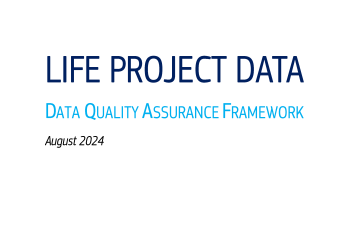 LIFE PROJECT DATA
DATA QUALITY ASSURANCE FRAMEWORK
August 2024